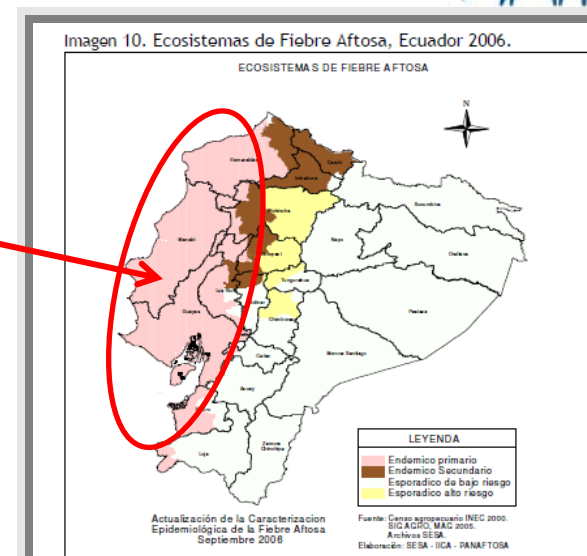 Imagen 10. Ecosistemas de Fiebre Aftosa, Ecuador 2006.
ECOSISTEMAS DE FIEBRE AFTOSA
N
Esmeraldas
Carchi
Imbabura
Sucumbios
Pichincha
Manabi
Napo
Orellana
Cotopaxi
Los Rios
Tungurahua
Guayas
Bolivar
Pastaza
Chimborazo
Morona Santiago
Cañar
Azuay
El Oro
Loja
Zamora
Chinchipe
LEYENDA
Endemico primario
Endemico Secundario
Esporadico de bajo riesgo
Esporadico alto riesgo
Actualización de la Caracterizacion
Epidemiológica de la Fiebre Aftosa
Septiembre 2006
Fuente: Censo agropecuario INEC 2000.
SICAGRO, MAG 2005.
Archivos SESA.
Elaboración: SESA - IICA - PANAFTOSA